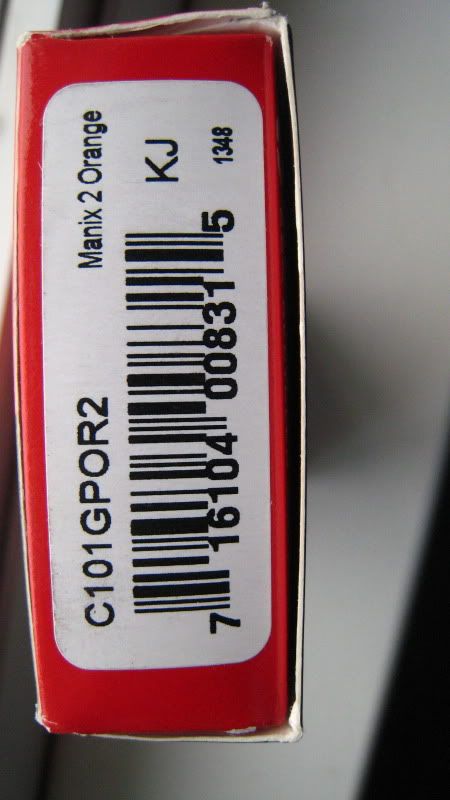 C101GPOR2 Manix 2 Orange
KJ
7 16104 00831 5
1348